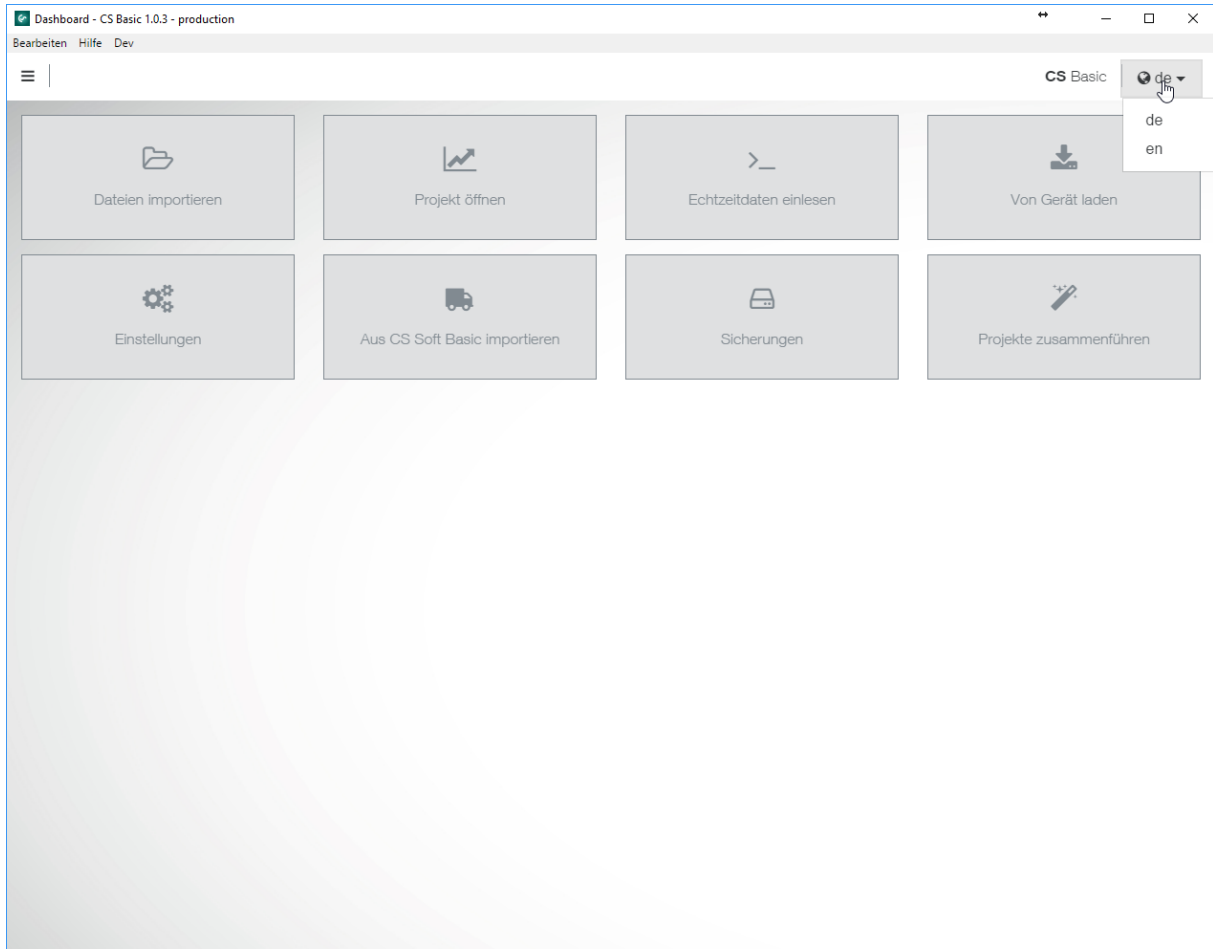 Dashboard - CS Basic 1.0.3 - production
Bearbeiten Hilfe Dev
CS Basic de
de
en
Dateien importieren
Projekt öffnen
Echtzeitdaten einlesen
Von Gerät laden
Einstellungen
Aus CS Soft Basic importieren
Sicherungen
Projekte zusammenführen